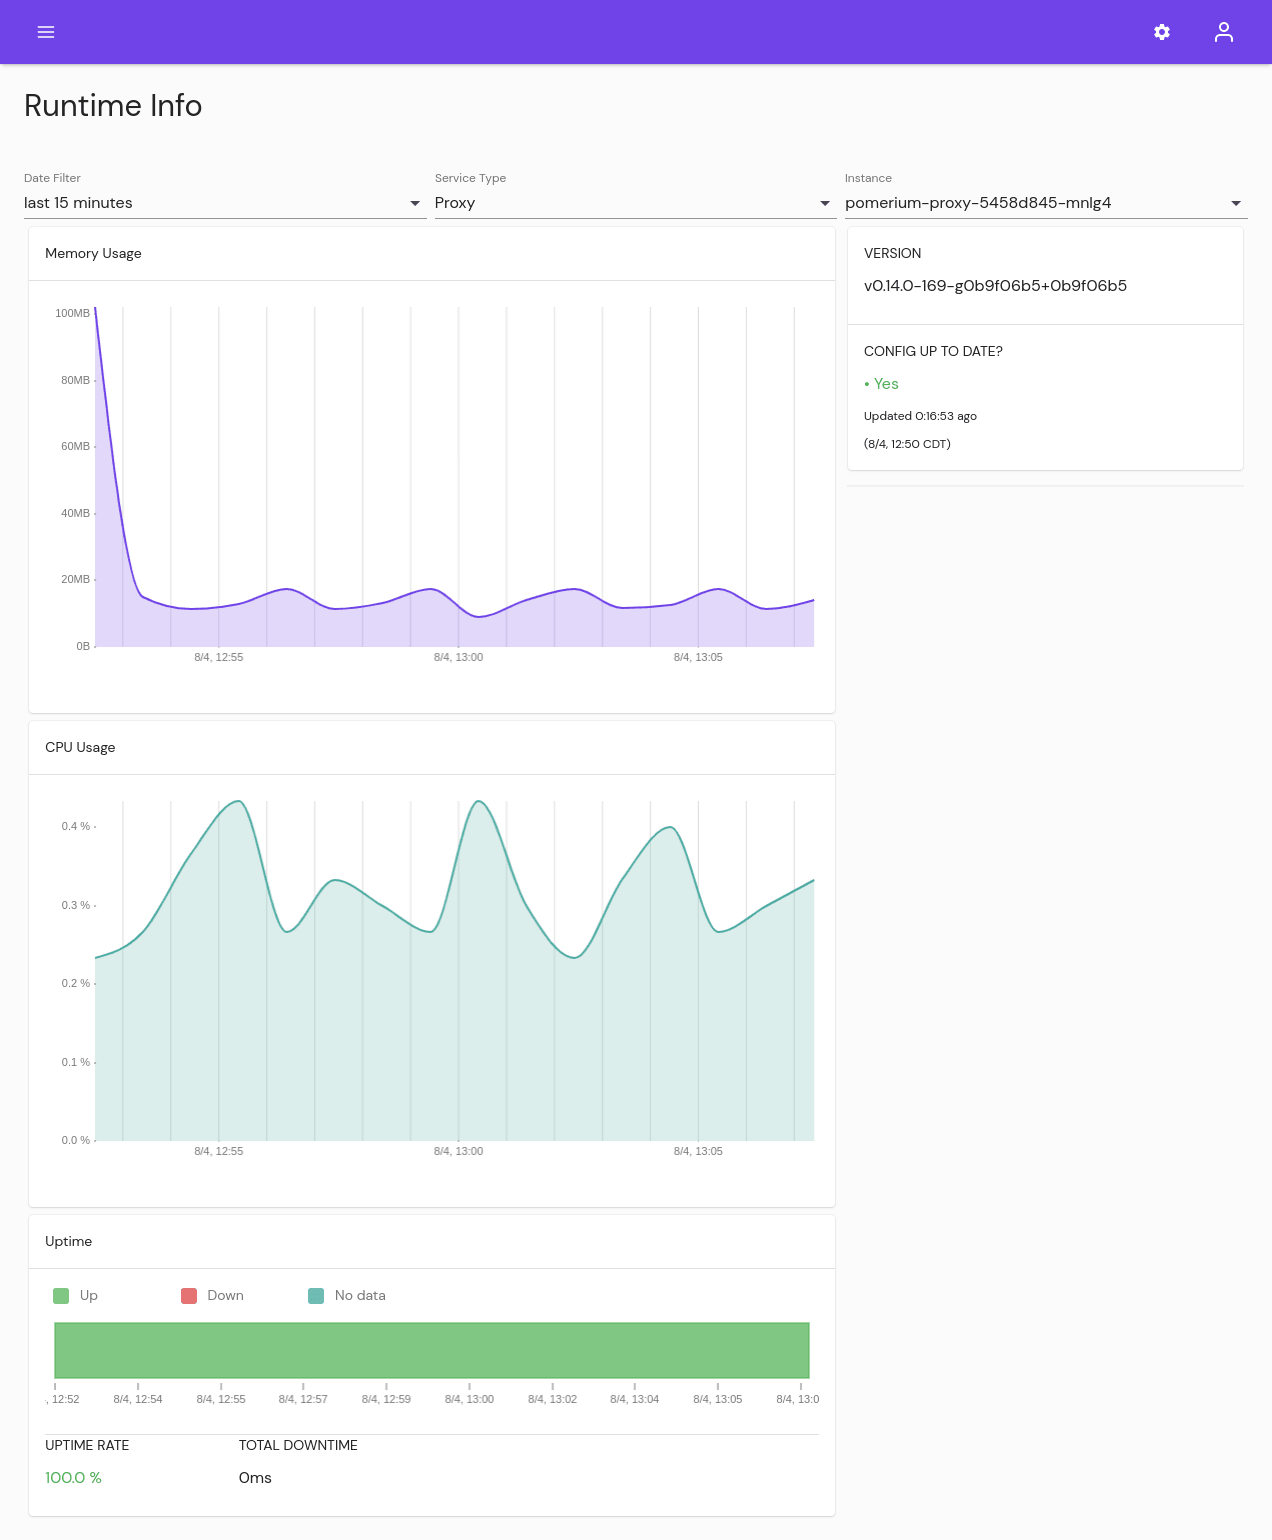 Runtime Info
Date Filter
last 15 minutes
Service Type
Proxy
Instance
pomerium-proxy-5458d845-mnlg4
Memory Usage
100MB
80MB
60MB
40MB
20MB
0B
8/4, 12:55 8/4, 13:00 8/4, 13:05
VERSION
v0.14.0-169-g0b9f06b5+0b9f06b5
CONFIG UP TO DATE?
• Yes
Updated 0:16:53 ago
(8/4, 12:50 CDT)
CPU Usage
0.4 %
0.3 %
0.2 %
0.1 %
0.0 %
8/4, 12:55 8/4, 13:00 8/4, 13:05
Uptime
Up Down No data
, 12:52 8/4, 12:54 8/4, 12:55 8/4, 12:57 8/4, 12:59 8/4, 13:00 8/4, 13:02 8/4, 13:04 8/4, 13:05 8/4, 13:0
UPTIME RATE TOTAL DOWNTIME
100.0 % 0ms